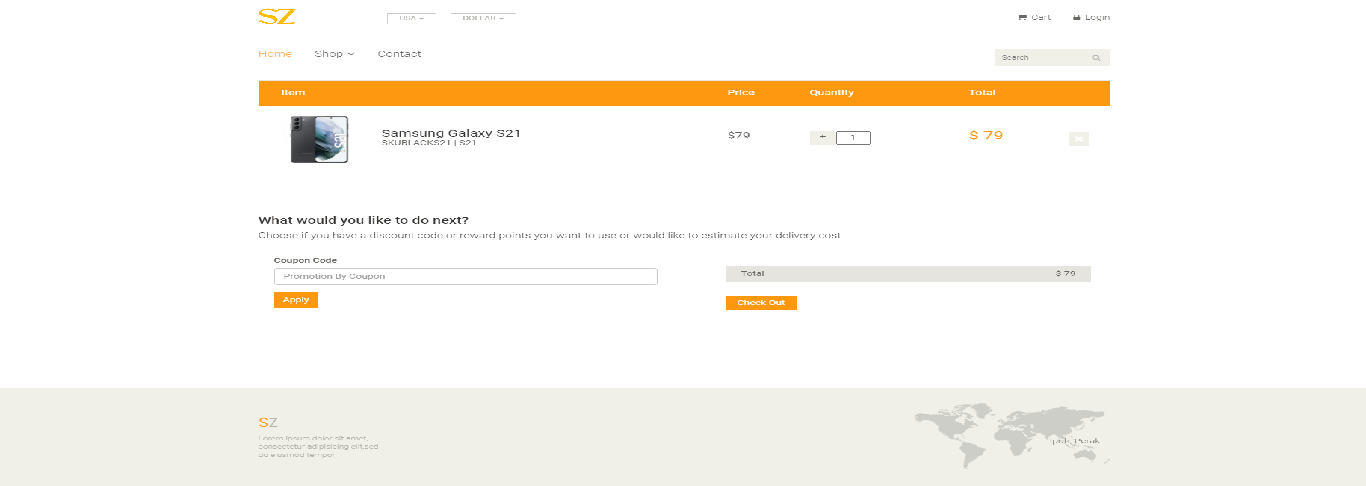 SZ
USA
DOLLAR
Cart
Login
Home
Shop
Contact
Search
Item
Price
Quantity
Total
Samsung Galaxy S21
SKUBLACKS21 | S21
$79
+
1
$ 79
What would you like to do next?
Choose if you have a discount code or reward points you want to use or would like to estimate your delivery cost
Coupon Code
Promotion By Coupon
Apply
Total
$ 79
Check Out
SZ
Lorem ipsum dolor sit amet,
consectetur adipisicing elit,sed
do eiusmod tempor
Ipoh, Perak